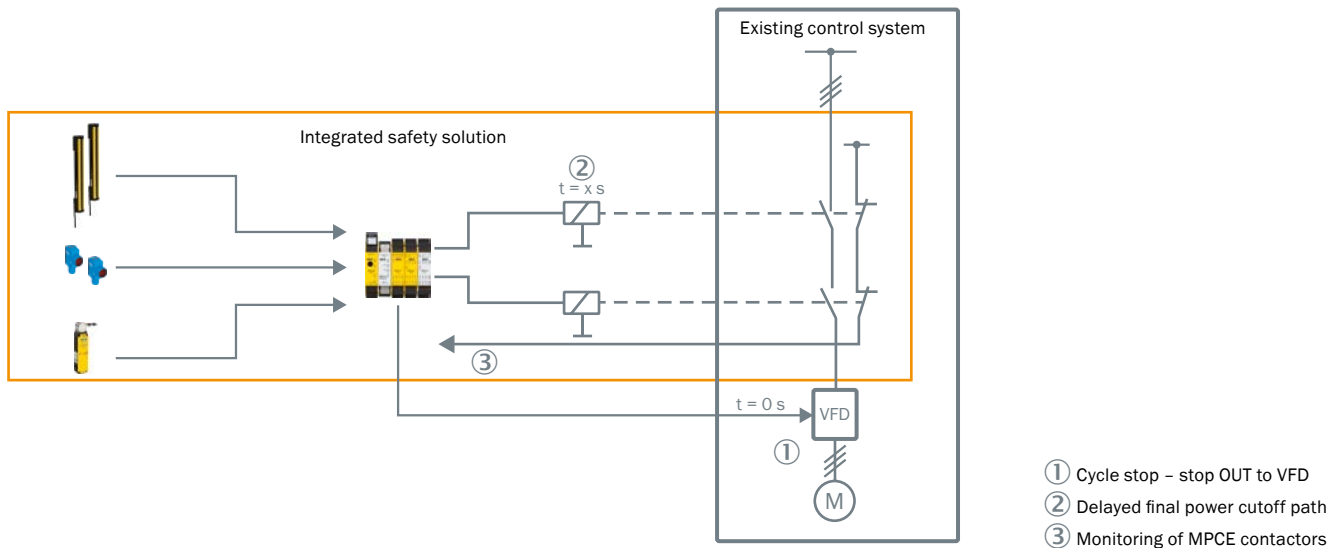 Existing control system
Integrated safety solution
②
t = x s
③
t = 0 s
VFD
①
M
① Cycle stop – stop OUT to VFD
② Delayed final power cutoff path
③ Monitoring of MPCE contactors